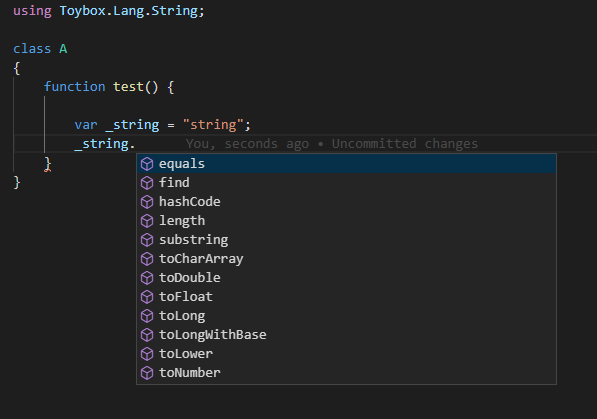 using Toybox.Lang.String;
class A
{
function test() {
var _string = "string";
_string. You, seconds ago • Uncommitted changes
equals
find
hashCode
length
substring
toCharArray
toDouble
toFloat
toLong
toLongWithBase
toLower
toNumber
}
}